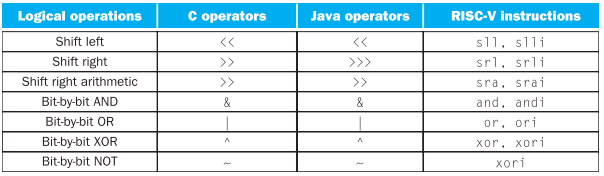 Logical operations C operators Java operators RISC-V instructions
Shift left << << sll, slli
Shift right >> >>> srl, srli
Shift right arithmetic >> >> sra, srai
Bit-by-bit AND & & and, andi
Bit-by-bit OR | | or, ori
Bit-by-bit XOR ^ ^ xor, xori
Bit-by-bit NOT ~ ~ xori